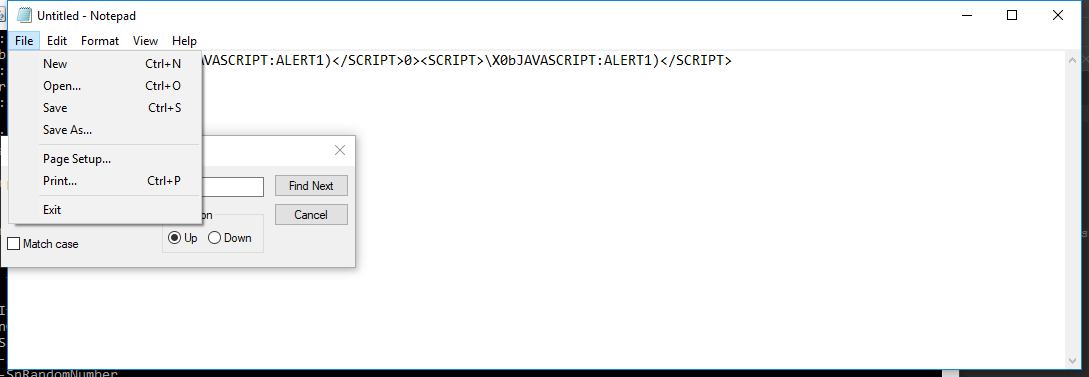 Untitled - Notepad
File Edit Format View Help
AVASCRIPT:ALERT1)</SCRIPT>0><SCRIPT>\X0bJAVASCRIPT:ALERT1)</SCRIPT>
New Ctrl+N
Open... Ctrl+O
Save Ctrl+S
Save As...
Page Setup...
Print... Ctrl+P
Exit
Find Next
Cancel
on
Up Down
Match case
-SnRandomNumber